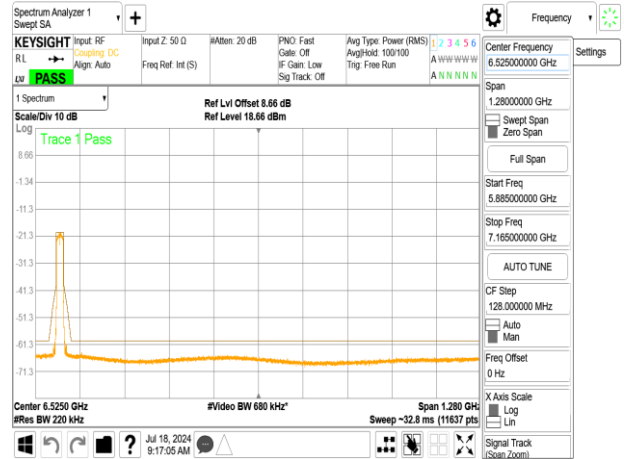 Spectrum Analyzer 1
Swept SA
Frequency
KEYSIGHT
Input: RF
Coupling: DC
Align: Auto
Input Z: 50 Ω
Freq Ref: Int (S)
#Atten: 20 dB
PNO: Fast
Gate: Off
IF Gain: Low
Sig Track: Off
Avg Type: Power (RMS)
Avg|Hold: 100/100
Trig: Free Run
1 2 3 4 5 6
A W W W W W
A N N N N N
R L
LXI PASS
1 Spectrum
Scale/Div 10 dB
Ref Lvl Offset 8.66 dB
Ref Level 18.66 dBm
Log
Trace 1 Pass
8.66
-1.34
-11.3
-21.3
-31.3
-41.3
-51.3
-61.3
-71.3
Center 6.5250 GHz
#Res BW 220 kHz
#Video BW 680 kHz*
Span 1.280 GHz
Sweep ~32.8 ms (11637 pts
Jul 18, 2024
9:17:05 AM
Center Frequency
6.525000000 GHz
Settings
Span
1.28000000 GHz
Swept Span
Zero Span
Full Span
Start Freq
5.885000000 GHz
Stop Freq
7.165000000 GHz
AUTO TUNE
CF Step
128.000000 MHz
Auto
Man
Freq Offset
0 Hz
X Axis Scale
Log
Lin
Signal Track
(Span Zoom)